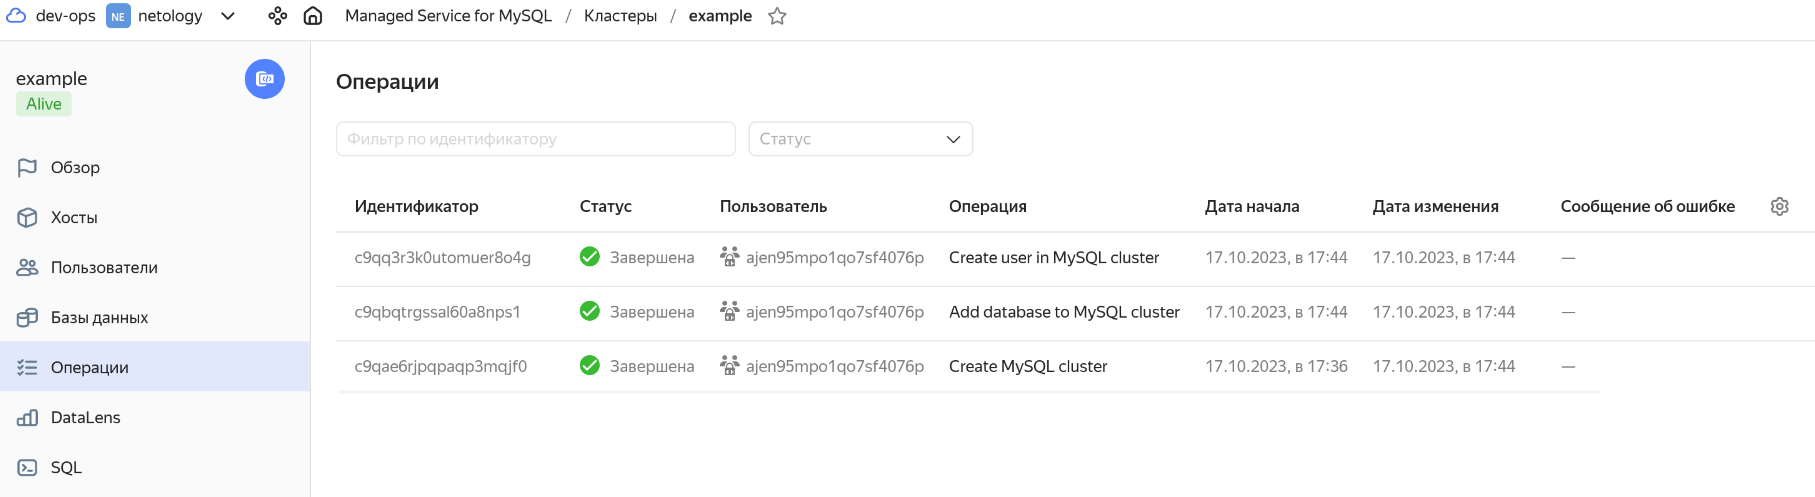 dev-ops NE netology Managed Service for MySQL / Кластеры / example
example
Alive
Обзор
Хосты
Пользователи
Базы данных
Операции
DataLens
SQL
Операции
Фильтр по идентификатору Статус
Идентификатор Статус Пользователь Операция Дата начала Дата изменения Сообщение об ошибке
c9qq3r3k0utomuer8o4g Завершена ajen95mpo1qo7sf4076p Create user in MySQL cluster 17.10.2023, в 17:44 17.10.2023, в 17:44 —
c9qbqtrgssal60a8nps1 Завершена ajen95mpo1qo7sf4076p Add database to MySQL cluster 17.10.2023, в 17:44 17.10.2023, в 17:44 —
c9qae6rjpqpaqp3mqjf0 Завершена ajen95mpo1qo7sf4076p Create MySQL cluster 17.10.2023, в 17:36 17.10.2023, в 17:44 —